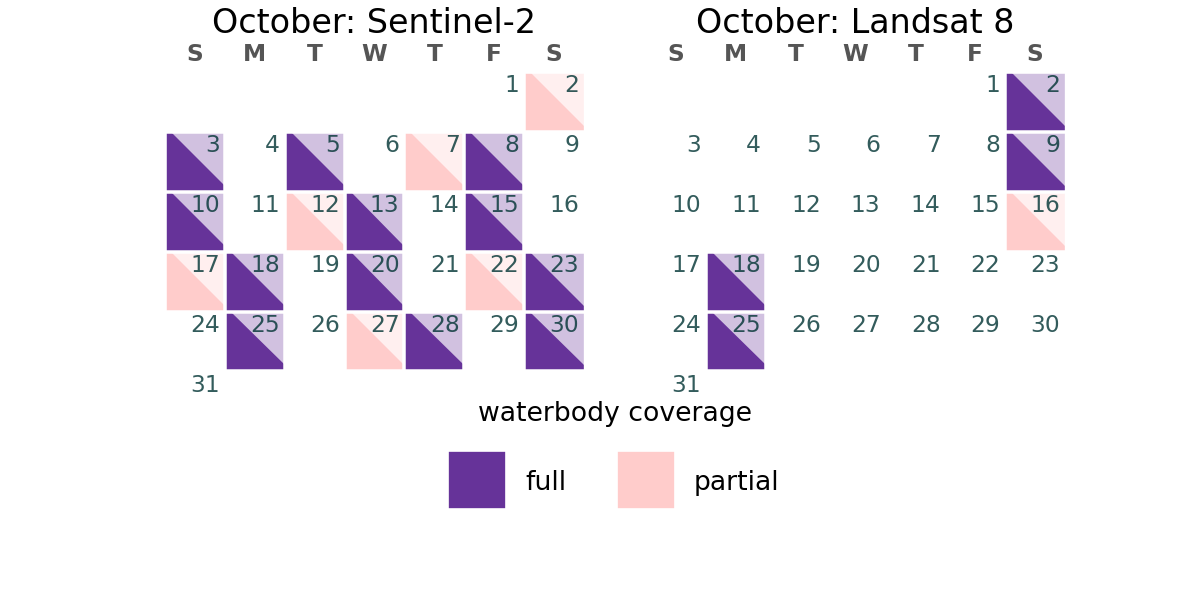 October: Sentinel-2
S M T W T F S
1 2
3 4 5 6 7 8 9
10 11 12 13 14 15 16
17 18 19 20 21 22 23
24 25 26 27 28 29 30
31
October: Landsat 8
S M T W T F S
1 2
3 4 5 6 7 8 9
10 11 12 13 14 15 16
17 18 19 20 21 22 23
24 25 26 27 28 29 30
31
waterbody coverage
full partial